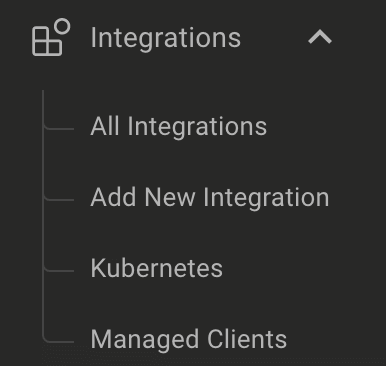 Integrations
All Integrations
Add New Integration
Kubernetes
Managed Clients